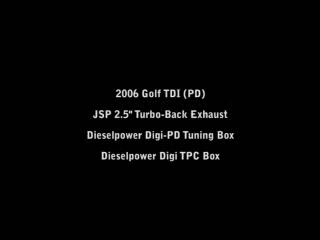 2006 Golf TDI (PD)
JSP 2.5" Turbo-Back Exhaust
Dieselpower Digi-PD Tuning Box
Dieselpower Digi TPC Box